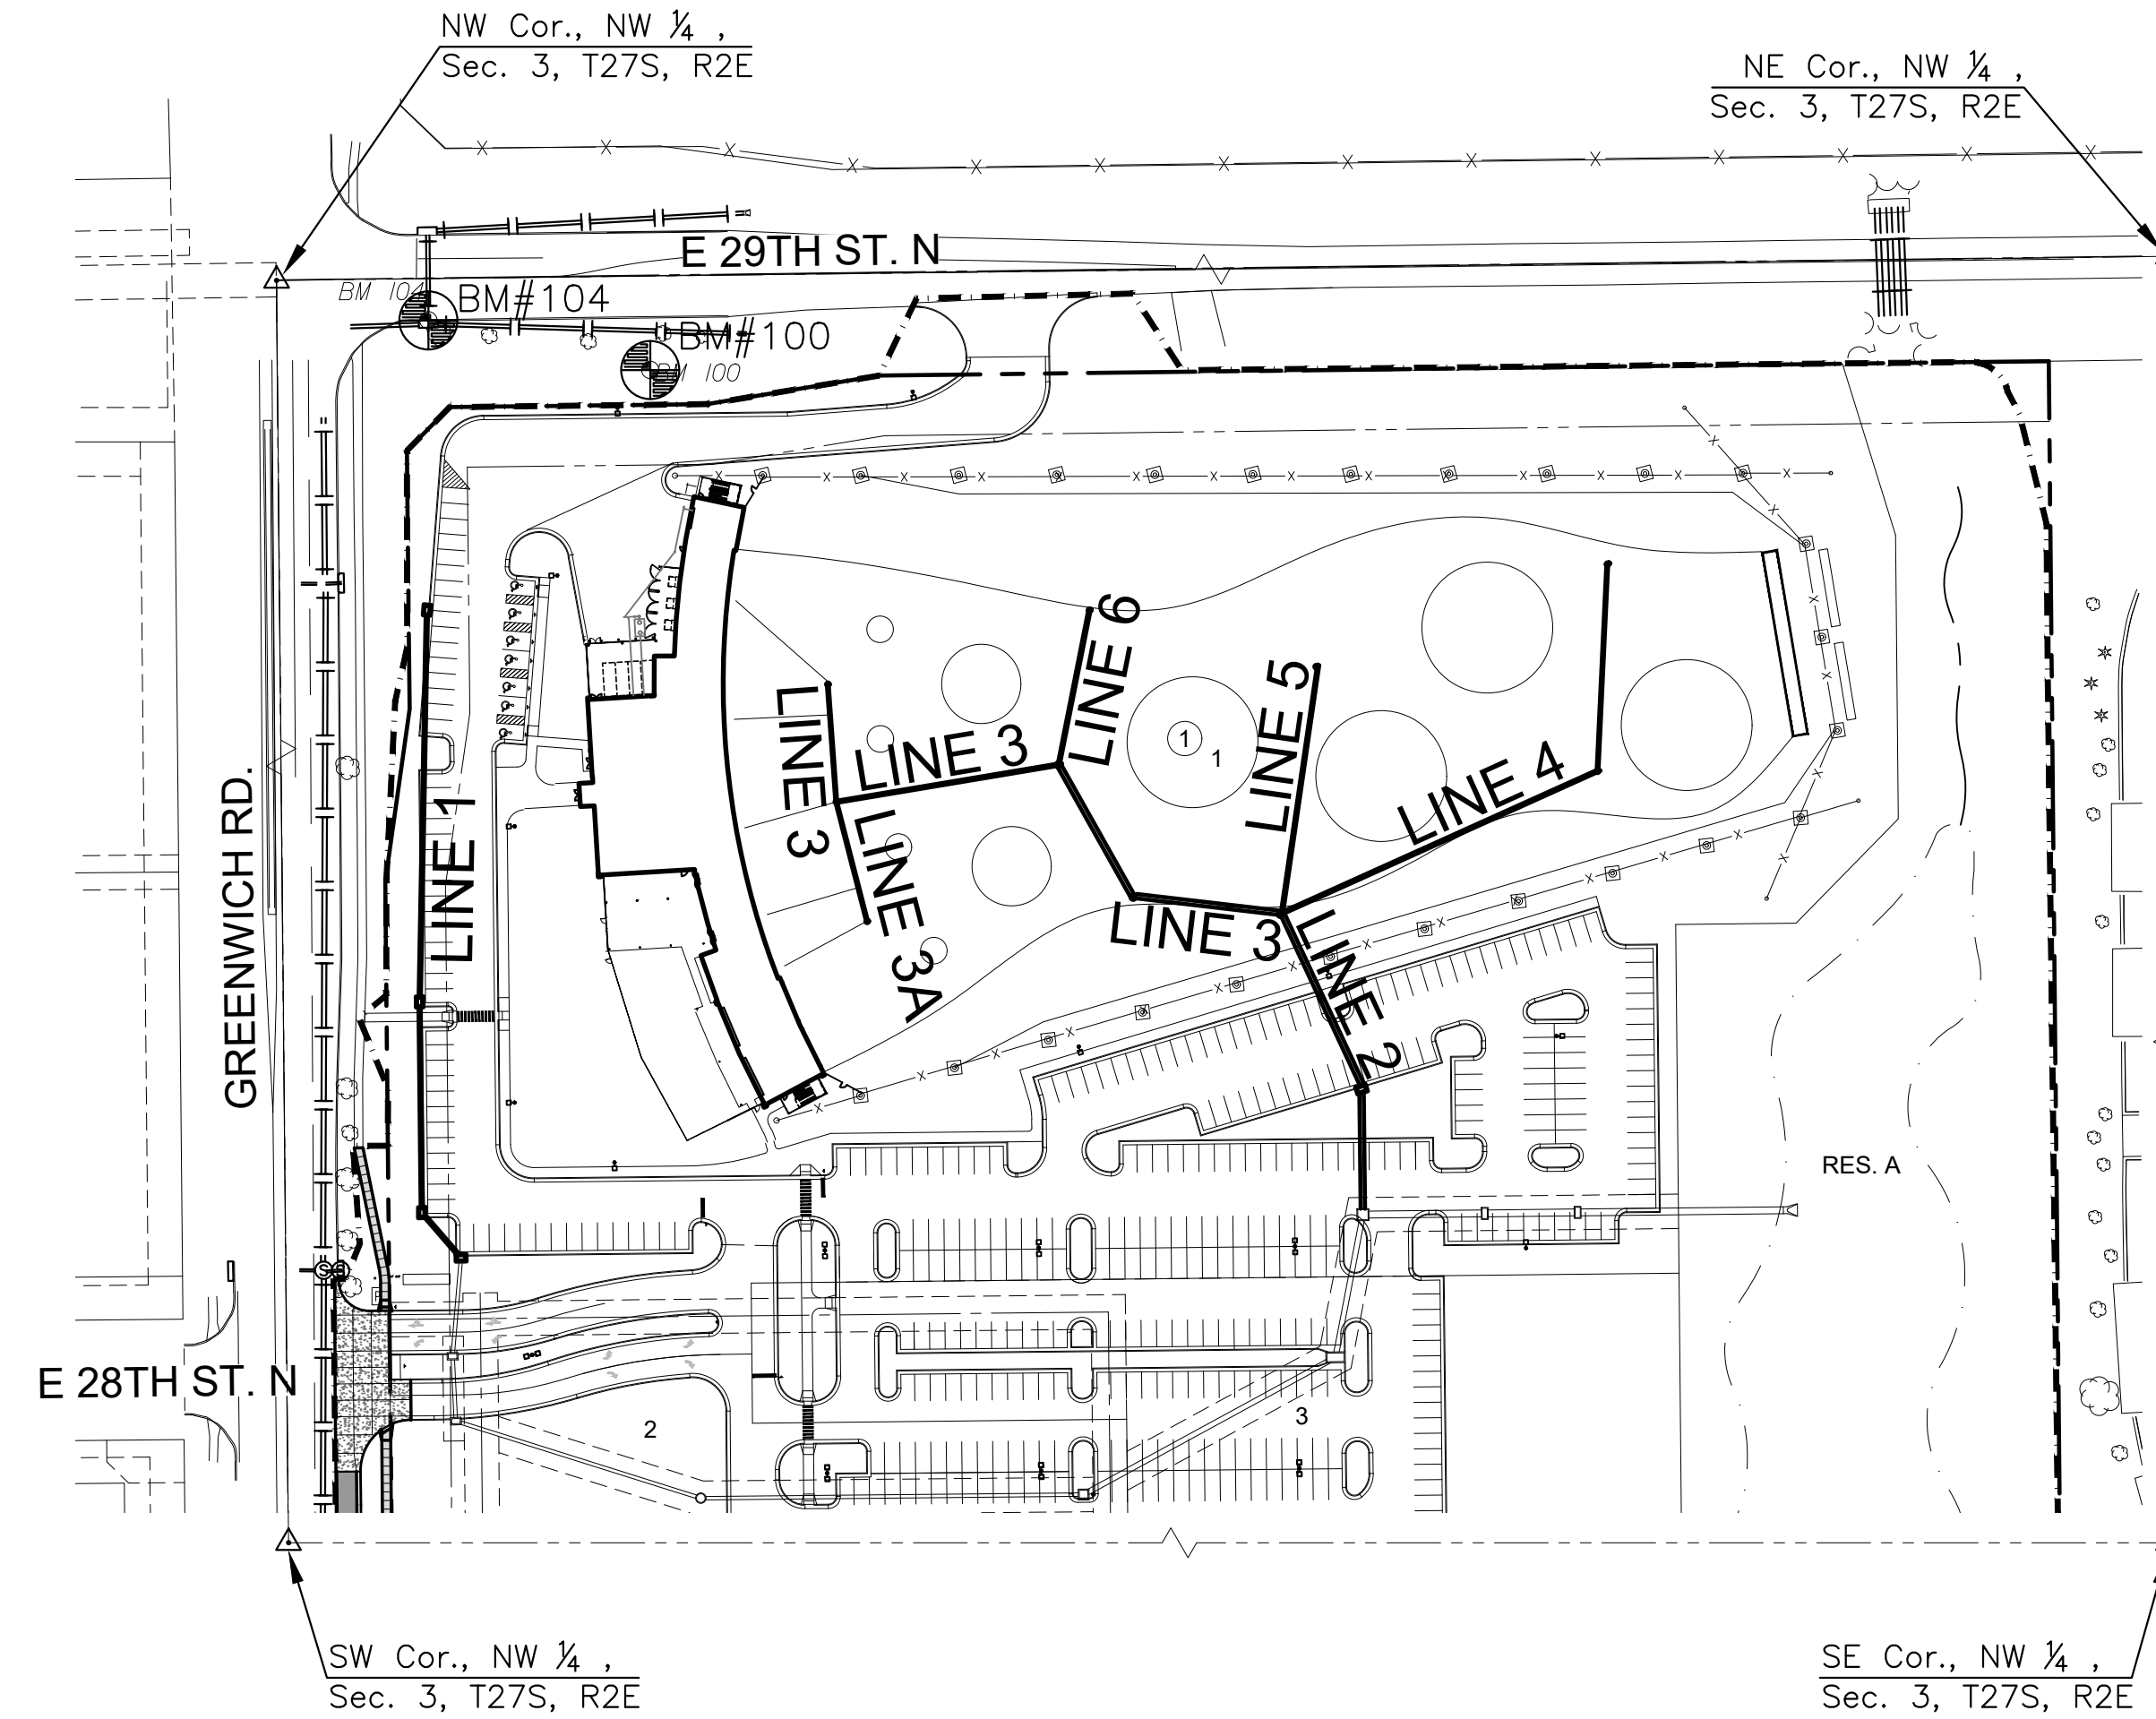 NW Cor., NW ¼ ,
Sec. 3, T27S, R2E
NE Cor., NW ¼ ,
Sec. 3, T27S, R2E
E 29TH ST. N
BM 104
BM#104
BM#100
BM 100
LINE 6
LINE 5
LINE 3
LINE 3
1
1
LINE 4
LINE 1
GREENWICH RD.
LINE 3A
LINE 3
LINE 2
RES. A
S
E 28TH ST. N
2
3
SW Cor., NW ¼ ,
Sec. 3, T27S, R2E
SE Cor., NW ¼ ,
Sec. 3, T27S, R2E